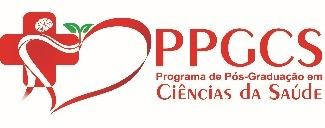 PPGCS
Programa de Pós-Graduação em
Ciências da Saúde